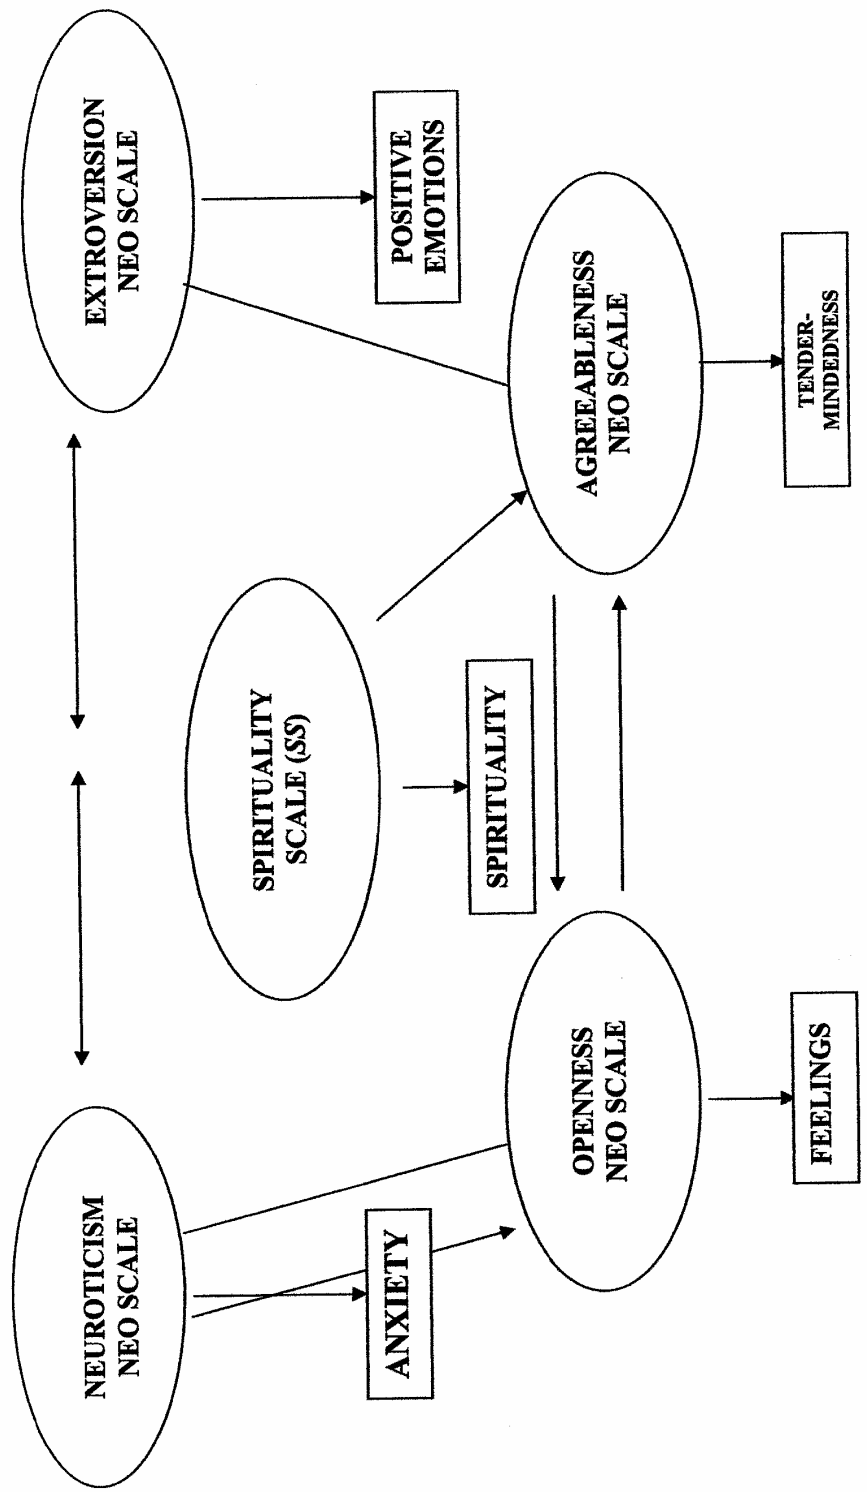 NEUROTICISM
NEO SCALE
EXTROVERSION
NEO SCALE
SPIRITUALITY
SCALE (SS)
ANXIETY
POSITIVE
EMOTIONS
SPIRITUALITY
OPENNESS
NEO SCALE
AGREEABLENESS
NEO SCALE
FEELINGS
TENDER-
MINDEDNESS